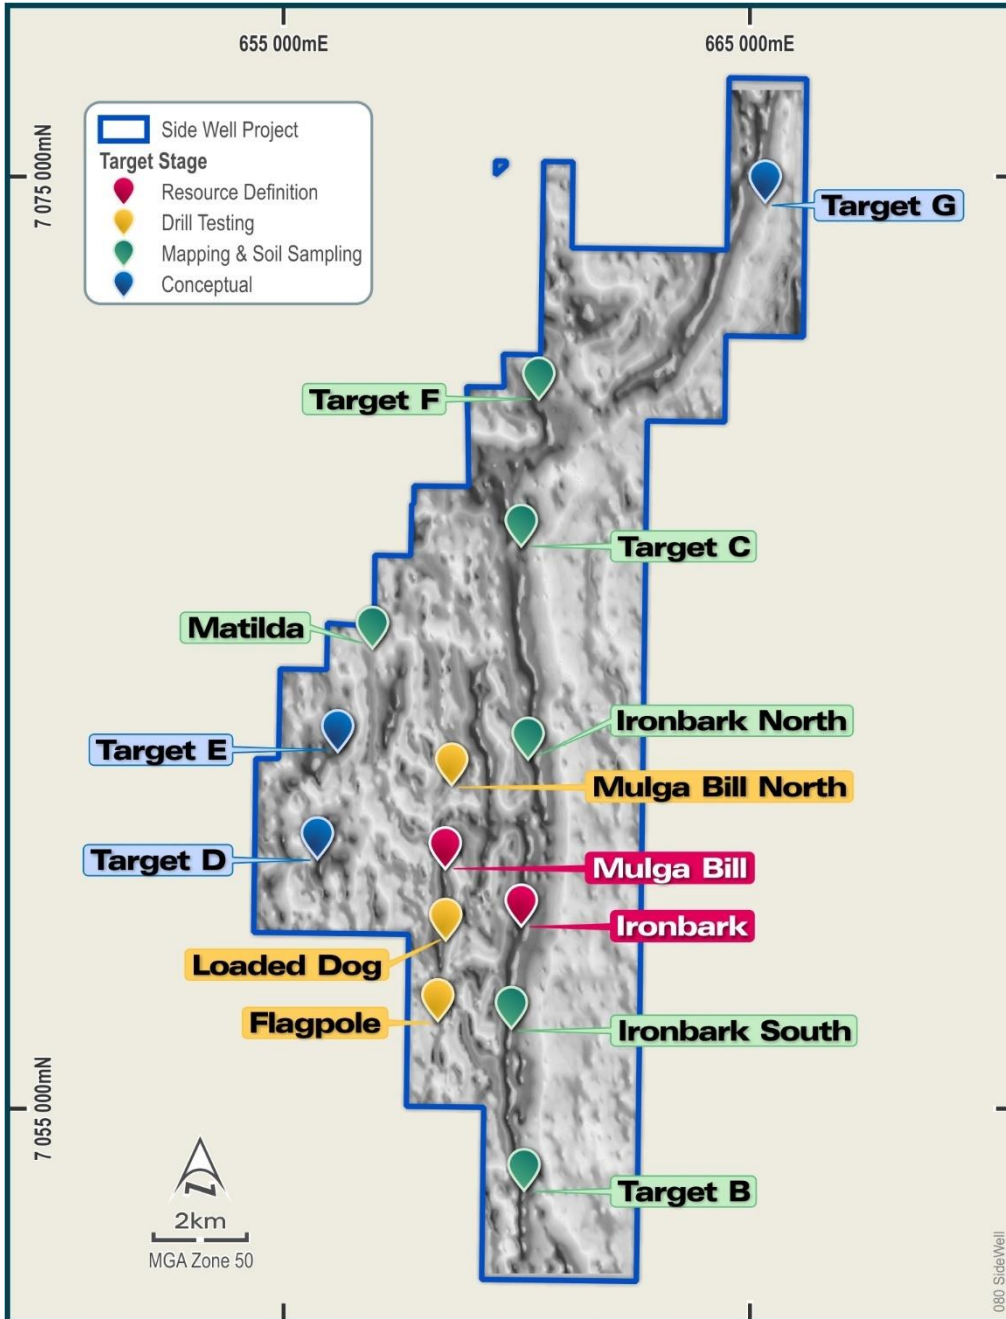 655 000mE
665 000mE
7 075 000mN
Side Well Project
Target Stage
Resource Definition
Drill Testing
Mapping & Soil Sampling
Conceptual
Target G
Target F
Target C
Matilda
Ironbark North
Target E
Mulga Bill North
Target D
Mulga Bill
Ironbark
Loaded Dog
Flagpole
Ironbark South
7 055 000mN
Target B
N
2km
MGA Zone 50
080 SideWell